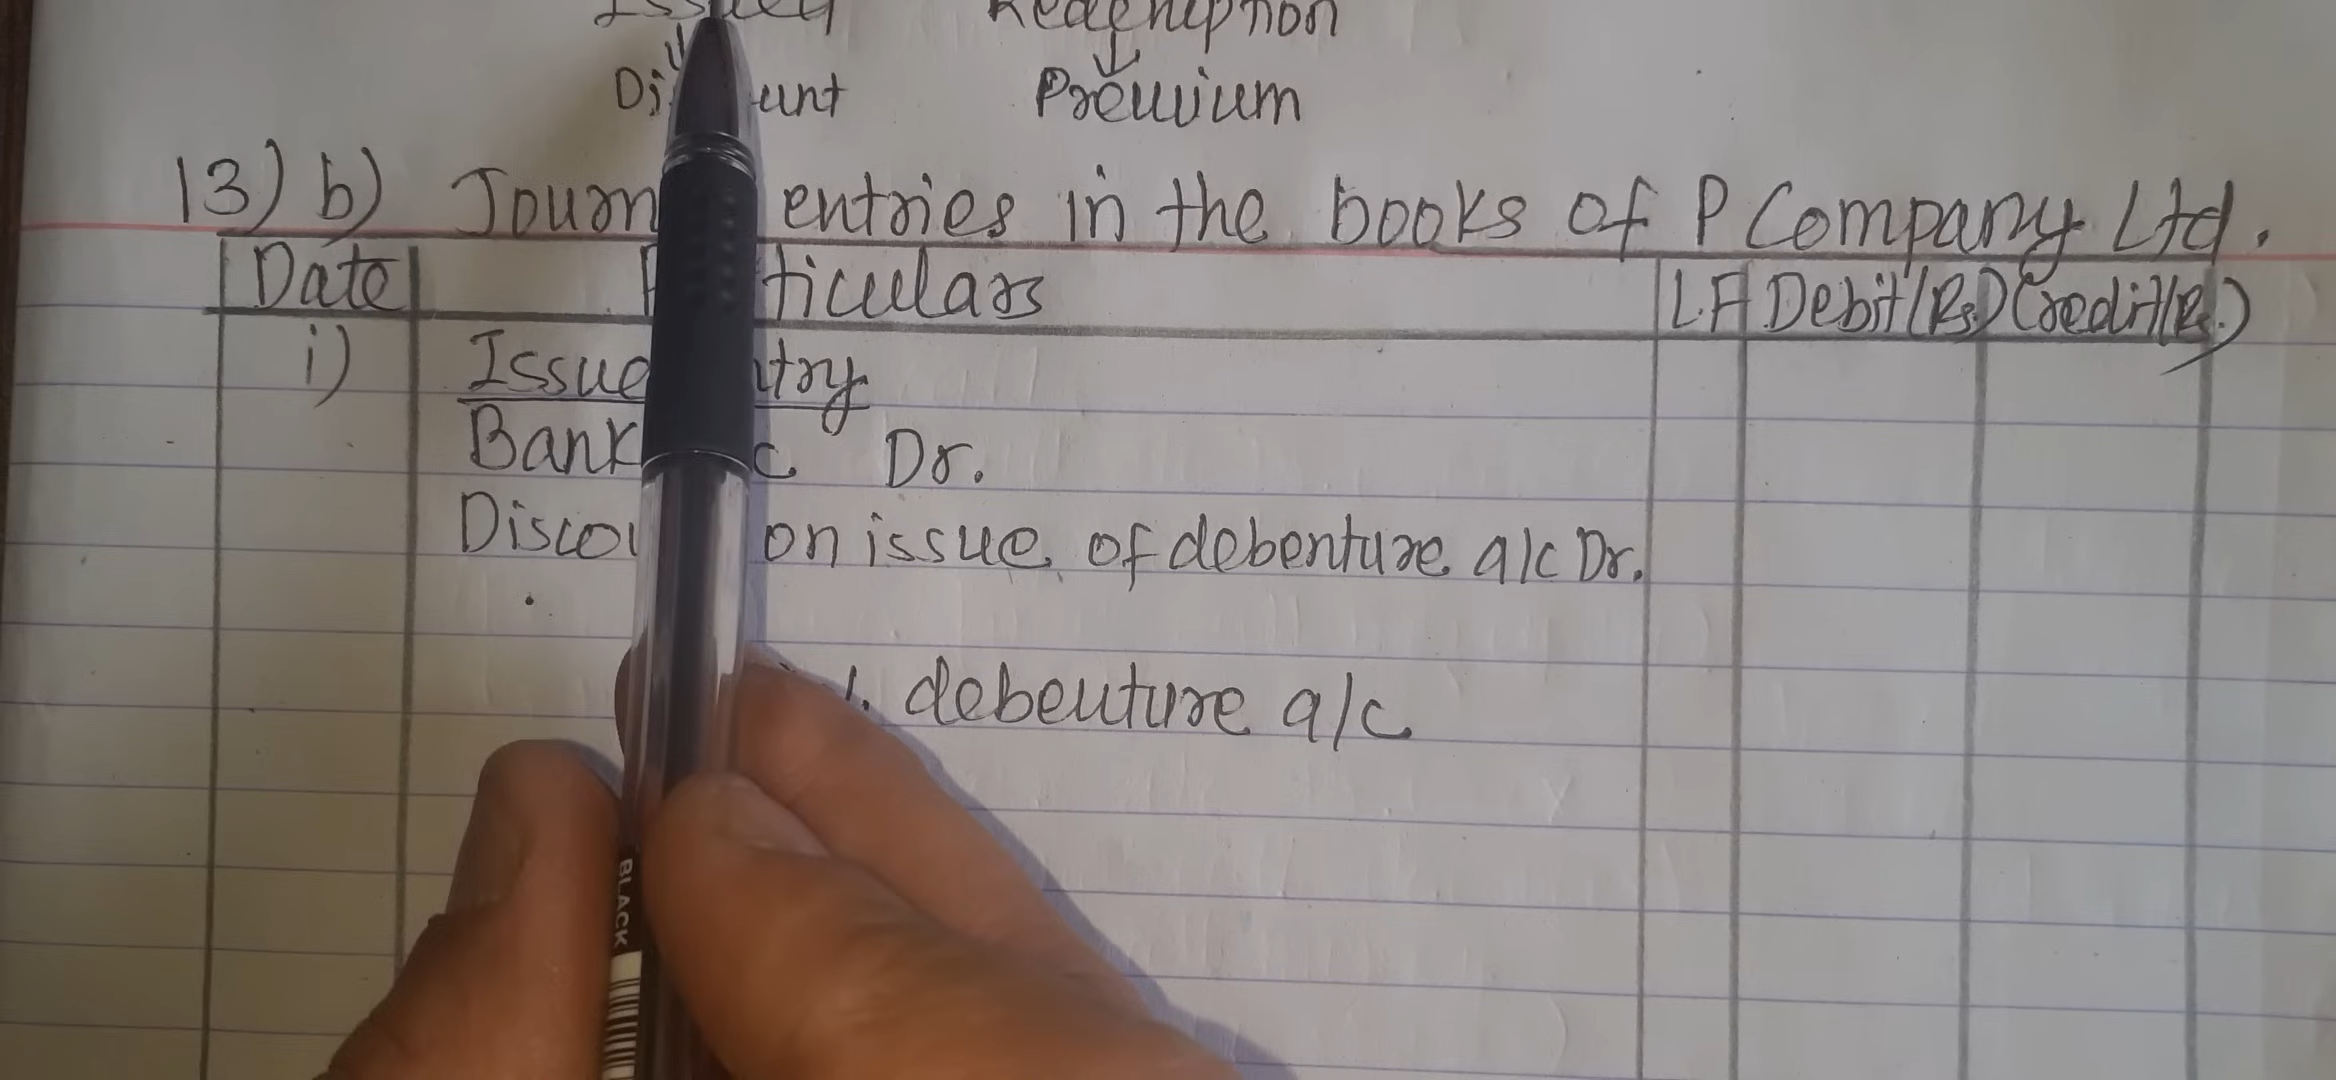 Redemption
Premium
13) b) entries in the books of P Company Ltd.
Date LF Debit(Rs.) Credit(Rs.)
i) Issue
Bank Dr.
on issue of debenture a/c Dr.
debenture a/c
BLACK